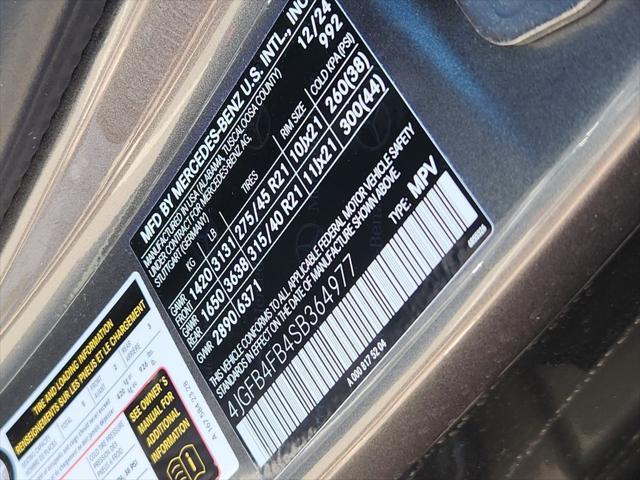 MFD BY MERCEDES-BENZ U.S. INTL., INC. 12/24
MANUFACTURED IN USA (ALABAMA, TUSCALOOSA COUNTY) 992
UNDER CONTRACT FOR MERCEDES-BENZ AG,
STUTTGART (GERMANY)
KG LB TIRES RIM SIZE COLD KPA (PSI)
GAWR FRONT 1420 3131 275/45 R21 10Jx21 260(38)
GAWR REAR 1650 3638 315/40 R21 11Jx21 300(44)
GVWR 2890 6371
THIS VEHICLE CONFORMS TO ALL APPLICABLE FEDERAL MOTOR VEHICLE SAFETY
STANDARDS IN EFFECT ON THE DATE OF MANUFACTURE SHOWN ABOVE.
4JGFB4FB4SB364977 TYPE: MPV
A 000 817 52 04
TIRE AND LOADING INFORMATION
RENSEIGNEMENTS SUR LES PNEUS ET LE CHARGEMENT
SEE OWNER'S
MANUAL FOR
ADDITIONAL
INFORMATION
A 167 584 23 78